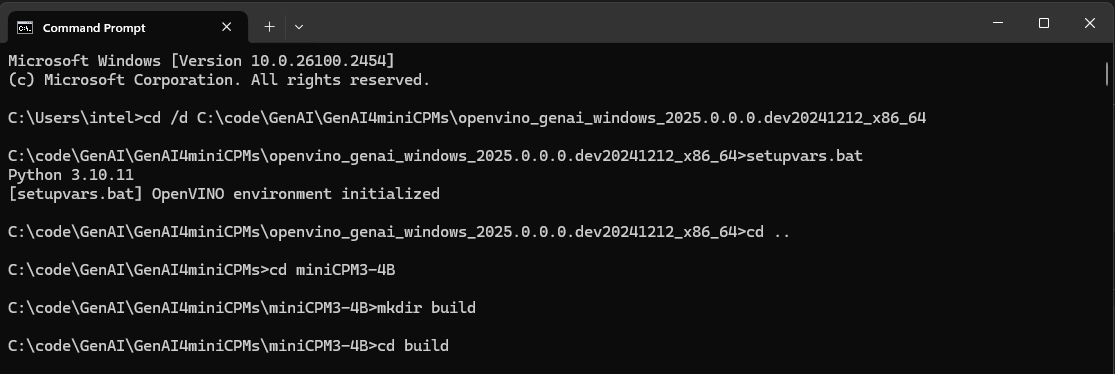 Command Prompt
Microsoft Windows [Version 10.0.26100.2454]
(c) Microsoft Corporation. All rights reserved.
C:\Users\intel>cd /d C:\code\GenAI\GenAI4miniCPMs\openvino_genai_windows_2025.0.0.0.dev20241212_x86_64
C:\code\GenAI\GenAI4miniCPMs\openvino_genai_windows_2025.0.0.0.dev20241212_x86_64>setupvars.bat
Python 3.10.11
[setupvars.bat] OpenVINO environment initialized
C:\code\GenAI\GenAI4miniCPMs\openvino_genai_windows_2025.0.0.0.dev20241212_x86_64>cd ..
C:\code\GenAI\GenAI4miniCPMs>cd miniCPM3-4B
C:\code\GenAI\GenAI4miniCPMs\miniCPM3-4B>mkdir build
C:\code\GenAI\GenAI4miniCPMs\miniCPM3-4B>cd build